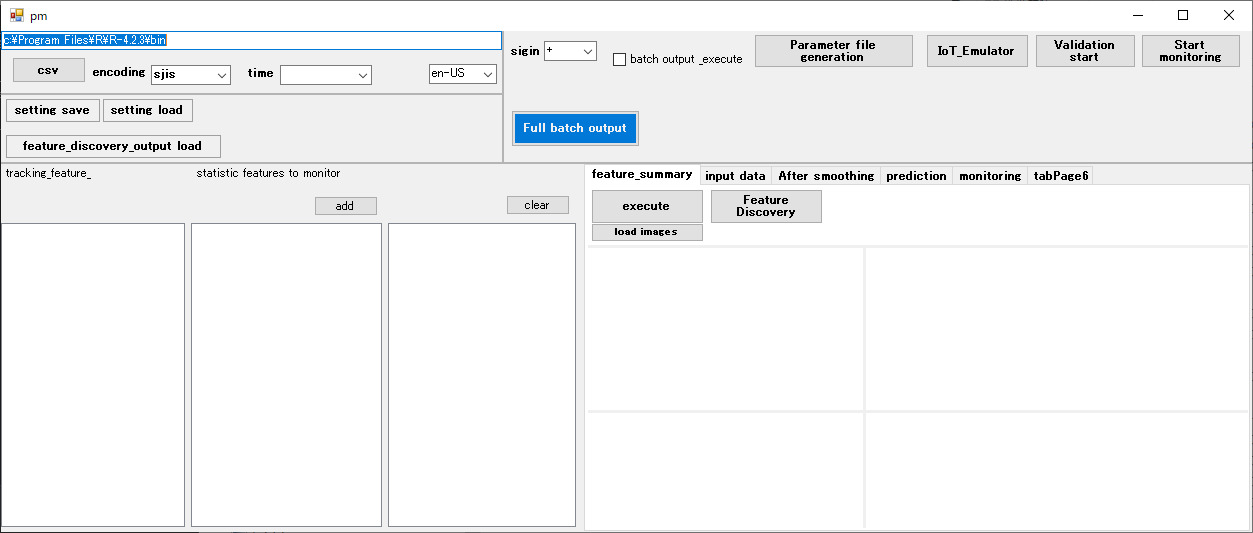 pm
c:¥Program Files¥R¥R-4.2.3¥bin
csv
encoding
sjis
time
en-US
sigin
+
batch output _execute
Parameter file
generation
IoT_Emulator
Validation
start
Start
monitoring
setting save
setting load
feature_discovery_output load
Full batch output
tracking_feature_
statistic features to monitor
add
clear
feature_summary
input data
After smoothing
prediction
monitoring
tabPage6
execute
load images
Feature
Discovery